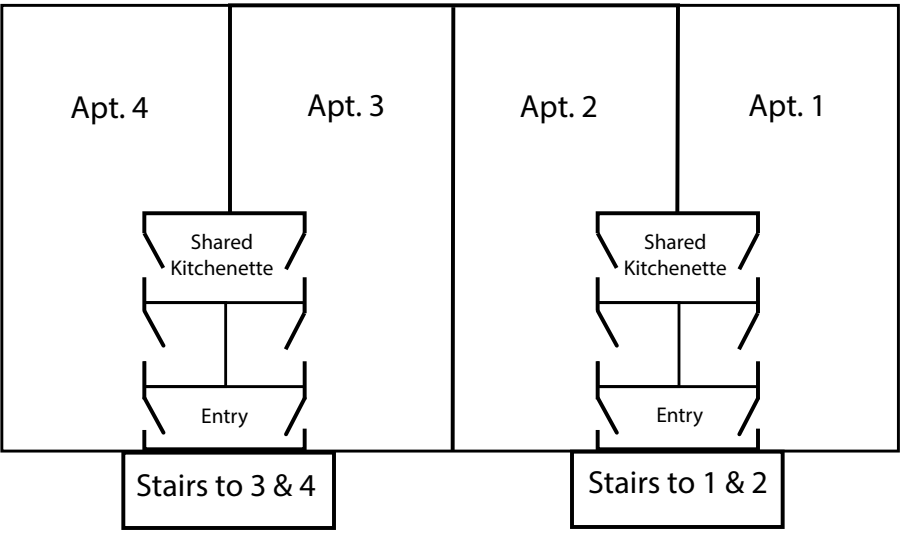 Apt. 4
Apt. 3
Apt. 2
Apt. 1
Shared
Kitchenette
Shared
Kitchenette
Entry
Entry
Stairs to 3 & 4
Stairs to 1 & 2